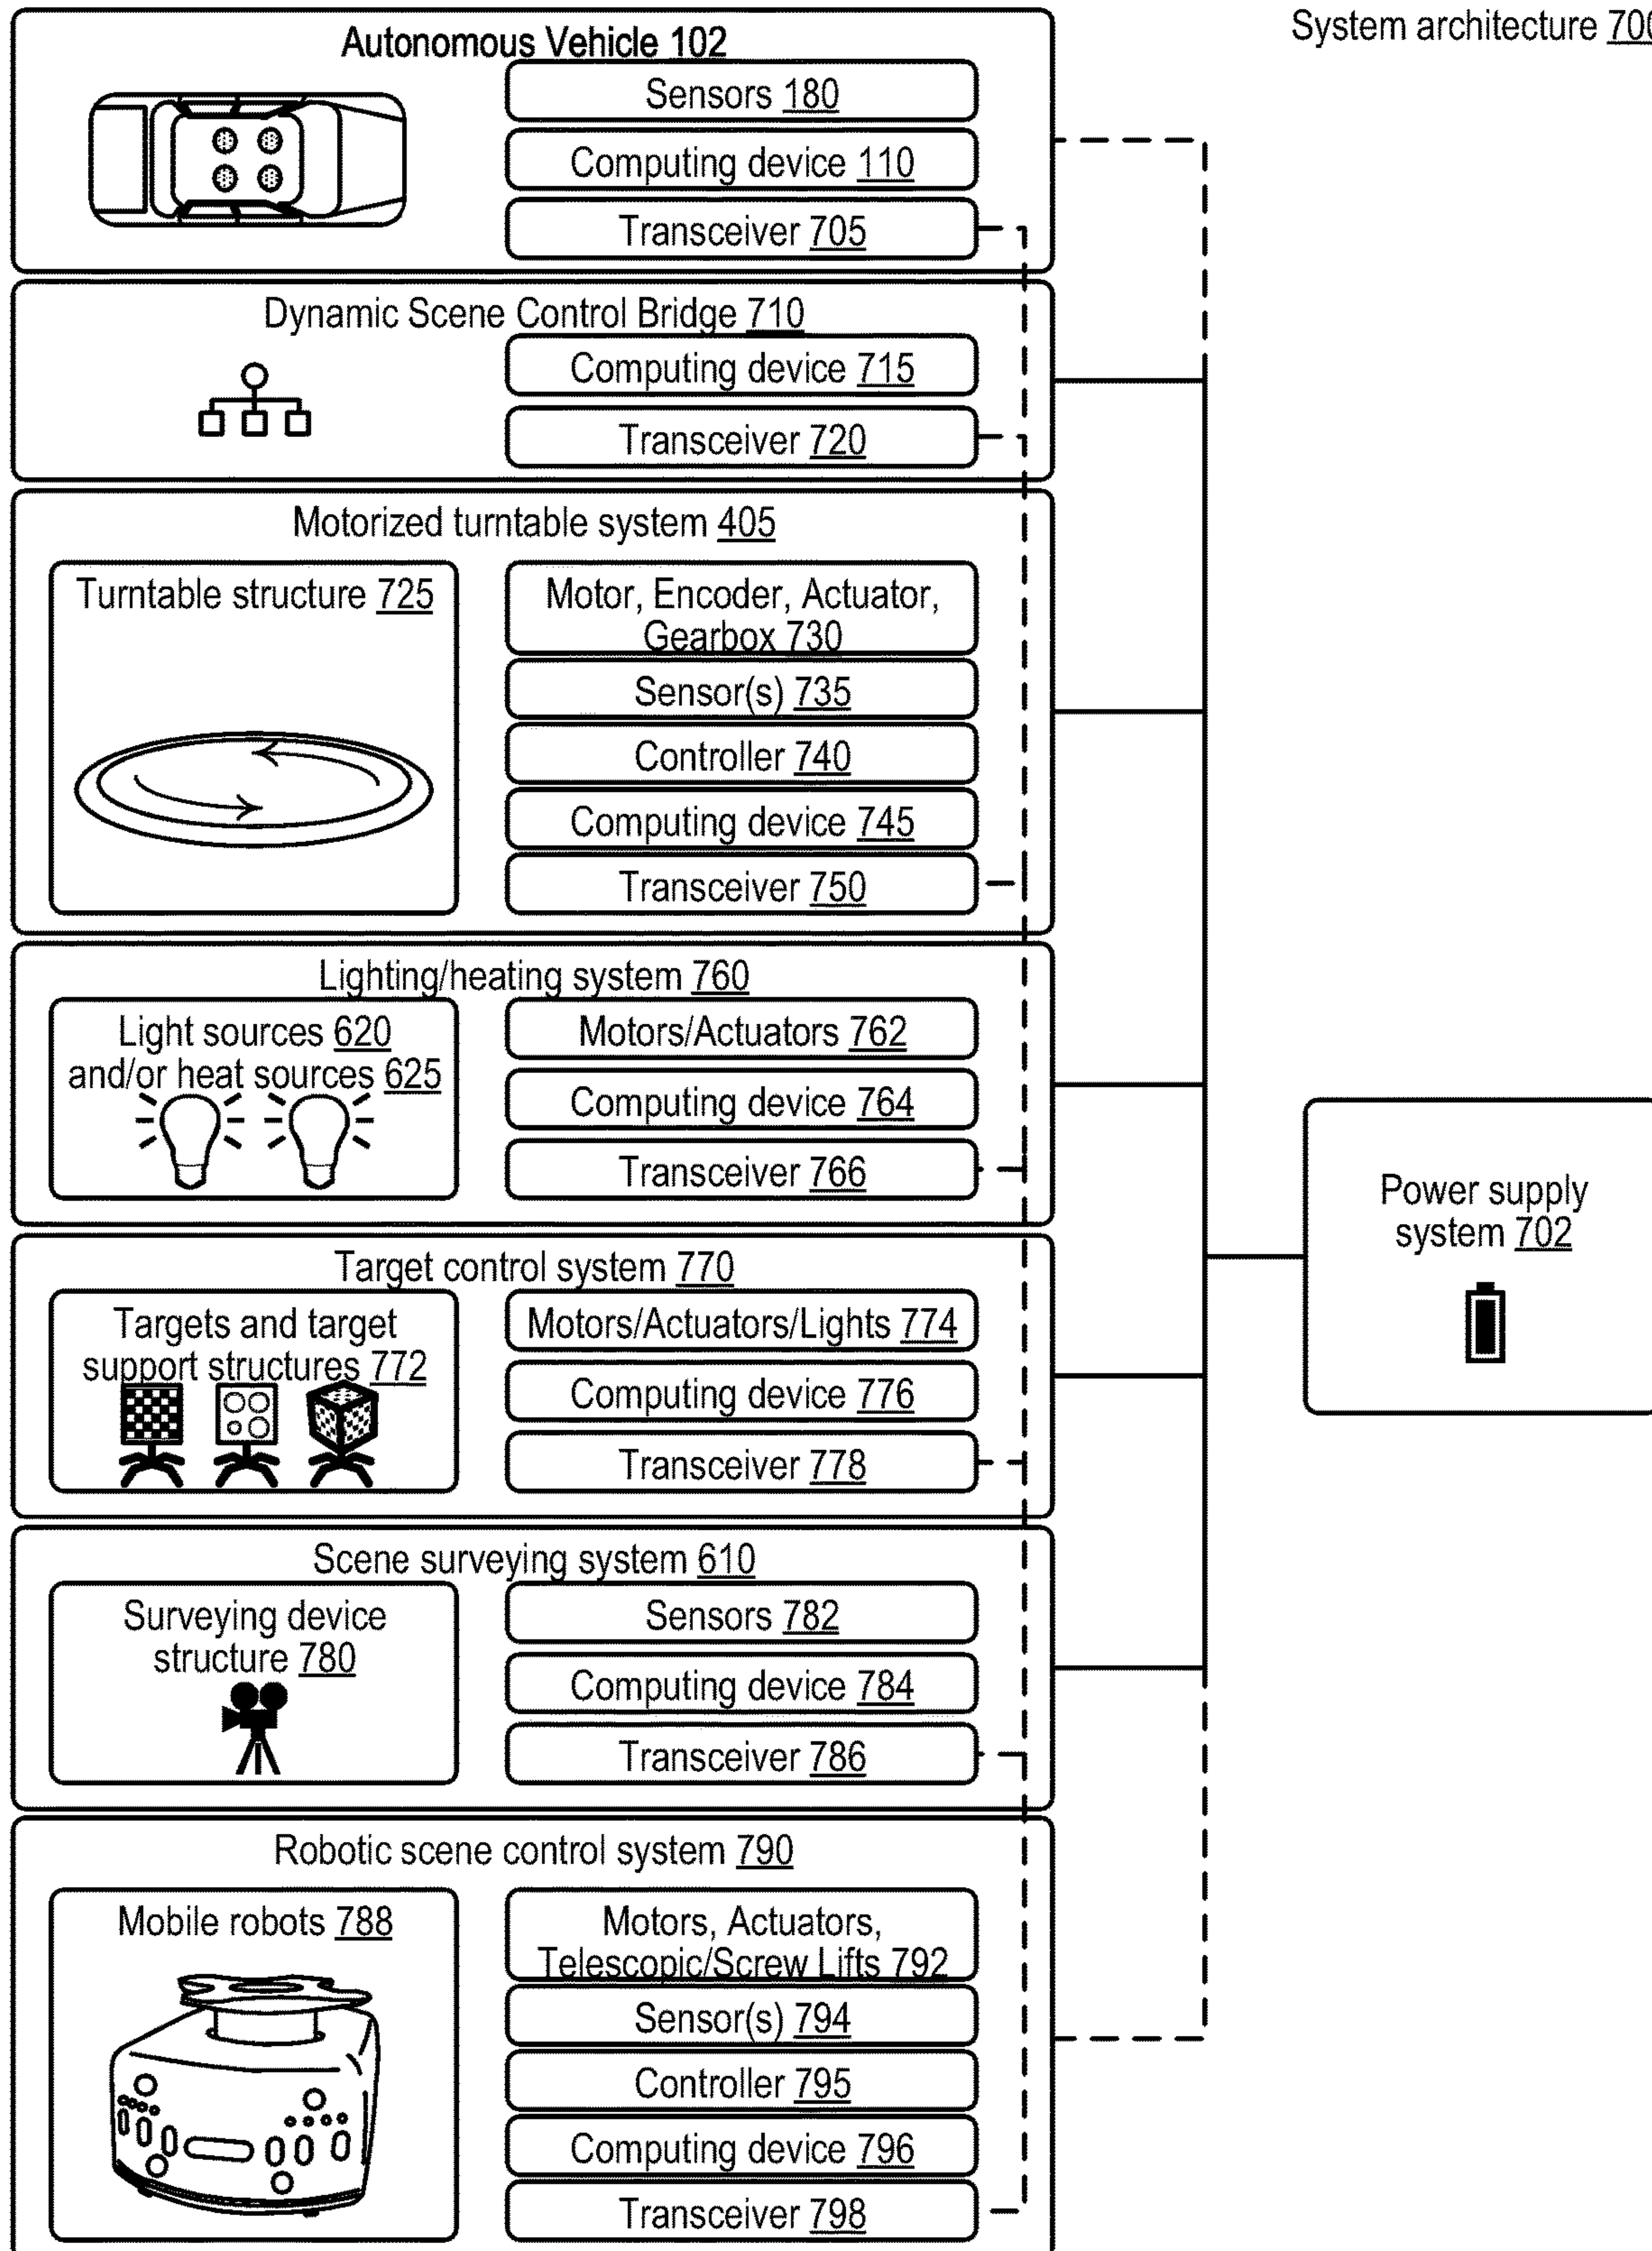 System architecture 700
Autonomous Vehicle 102
Sensors 180
Computing device 110
Transceiver 705
Dynamic Scene Control Bridge 710
Computing device 715
Transceiver 720
Motorized turntable system 405
Turntable structure 725
Motor, Encoder, Actuator,
Gearbox 730
Sensor(s) 735
Controller 740
Computing device 745
Transceiver 750
Lighting/heating system 760
Light sources 620
and/or heat sources 625
Motors/Actuators 762
Computing device 764
Transceiver 766
Power supply
system 702
Target control system 770
Targets and target
support structures 772
Motors/Actuators/Lights 774
Computing device 776
Transceiver 778
Scene surveying system 610
Surveying device
structure 780
Sensors 782
Computing device 784
Transceiver 786
Robotic scene control system 790
Mobile robots 788
Motors, Actuators,
Telescopic/Screw Lifts 792
Sensor(s) 794
Controller 795
Computing device 796
Transceiver 798